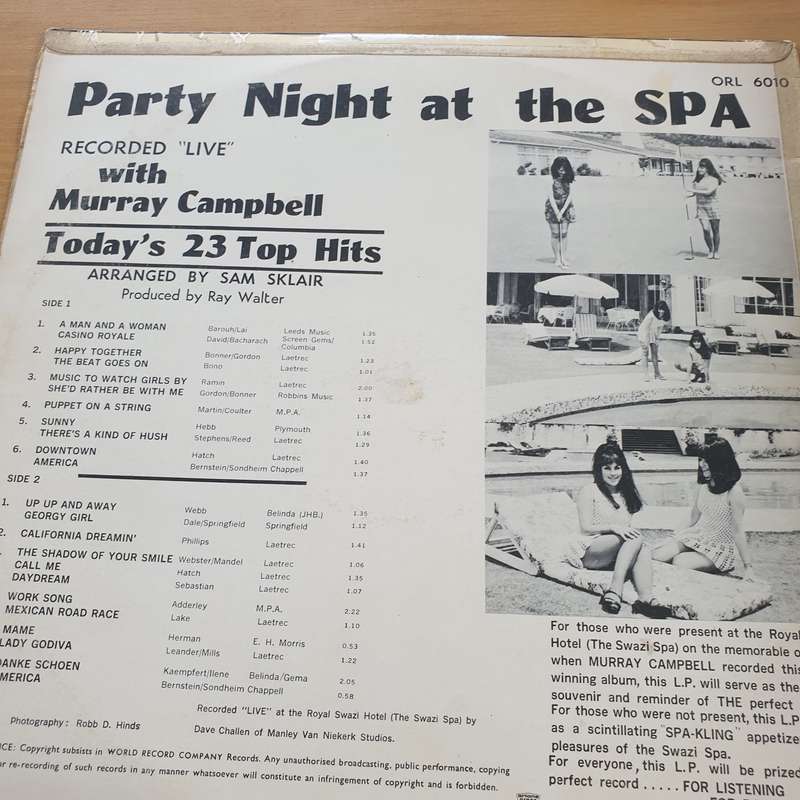 ORL 6010
Party Night at the SPA
RECORDED "LIVE"
with
Murray Campbell
Today's 23 Top Hits
ARRANGED BY SAM SKLAIR
Produced by Ray Walter
SIDE 1
1. A MAN AND A WOMAN Barouh/Lai Leeds Music 1.35
CASINO ROYALE David/Bacharach Screen Gems/ 1.52
Columbia
2. HAPPY TOGETHER Bonner/Gordon Laetrec 1.23
THE BEAT GOES ON Bono Laetrec 1.01
3. MUSIC TO WATCH GIRLS BY Ramin Laetrec 2.00
SHE'D RATHER BE WITH ME Gordon/Bonner Robbins Music 1.37
4. PUPPET ON A STRING Martin/Coulter M.P.A. 1.14
5. SUNNY Hebb Plymouth 1.36
THERE'S A KIND OF HUSH Stephens/Reed Laetrec 1.29
6. DOWNTOWN Hatch Laetrec 1.40
AMERICA Bernstein/Sondheim Chappell 1.37
SIDE 2
1. UP UP AND AWAY Webb Belinda (JHB.) 1.35
GEORGY GIRL Dale/Springfield Springfield 1.12
2. CALIFORNIA DREAMIN' Phillips Laetrec 1.41
THE SHADOW OF YOUR SMILE Webster/Mandel Laetrec 1.06
CALL ME Hatch Laetrec 1.35
DAYDREAM Sebastian Laetrec 1.07
WORK SONG Adderley M.P.A. 2.22
MEXICAN ROAD RACE Lake Laetrec 1.10
MAME Herman E. H. Morris 0.53
LADY GODIVA Leander/Mills Laetrec 1.22
DANKE SCHOEN Kaempfert/Ilene Belinda/Gema 2.05
MERICA Bernstein/Sondheim Chappell 0.58
Recorded "LIVE" at the Royal Swazi Hotel (The Swazi Spa) by
Photography: Robb D. Hinds
Dave Challen of Manley Van Niekerk Studios.
ICE: Copyright subsists in WORLD RECORD COMPANY Records. Any unauthorised broadcasting, public performance, copying
or re-recording of such records in any manner whatsoever will constitute an infringement of copyright and is forbidden.
For those who were present at the Royal
Hotel (The Swazi Spa) on the memorable o
when MURRAY CAMPBELL recorded this
winning album, this L.P. will serve as the
souvenir and reminder of THE perfect
For those who were not present, this L.P
as a scintillating "SPA-KLING" appetize
pleasures of the Swazi Spa.
For everyone, this L.P. will be prized
perfect record ..... FOR LISTENING